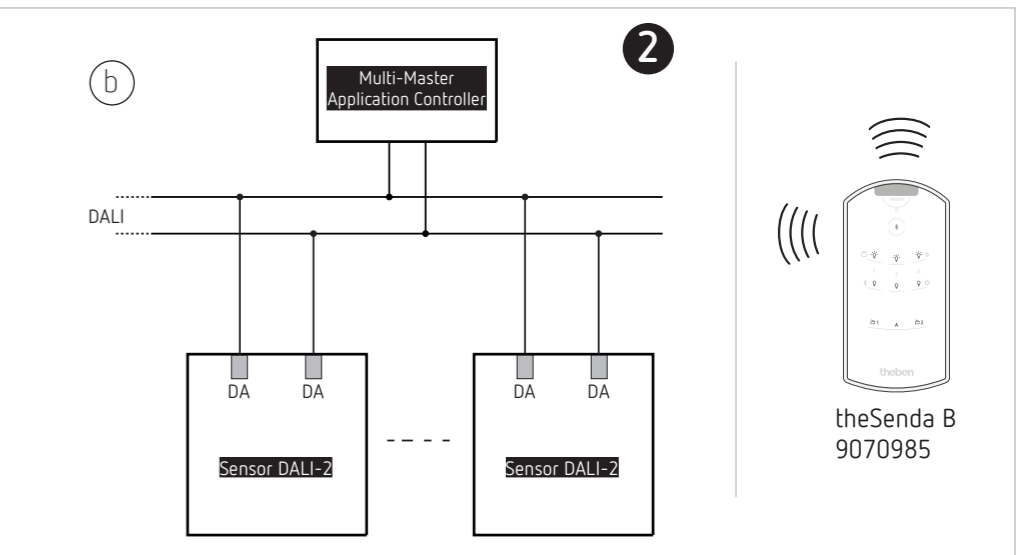 b
2
Multi-Master
Application Controller
DALI
DA DA
DA DA
Sensor DALI-2
Sensor DALI-2
theben
theSenda B
9070985